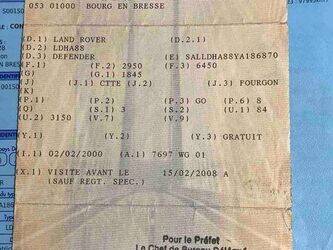 053 01000 BOURG EN BRESSE
(D.1) LAND ROVER (D.2.1)
(D.2) LDHA88
(D.3) DEFENDER (E) SALLDHA88YA186870
(F.1) (F.2) 2950 (F.3) 6450
(G) (G.1) 1845
(J) (J.1) CTTE (J.2) (J.3) FOURGON
(K)
(P.1) (P.2) (P.3) GO (P.6) 8
(Q) (S.1) 3 (S.2) (U.1) 84
(U.2) 3150 (V.7) (V.9)
(Y.1) (Y.2) (Y.3) GRATUIT
(I.1) 02/02/2000 (A.1) 7697 WG 01
(X.1) VISITE AVANT LE 15/02/2008 A
(SAUF REGT. SPEC.)
Pour le Préfet